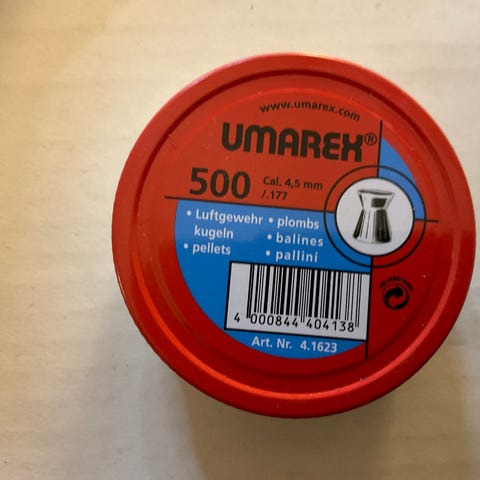 www.umarex.com
UMAREX®
500 Cal. 4,5 mm
/.177
• Luftgewehr
kugeln
• pellets
• plombs
• balines
• pallini
4 000844 404138
Art. Nr. 4.1623